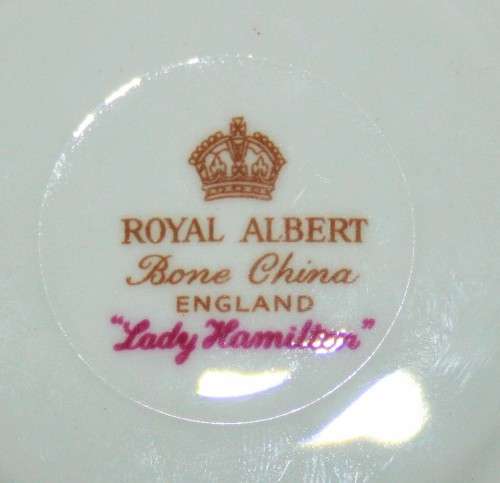 ROYAL ALBERT
Bone China
ENGLAND
"Lady Hamilton"